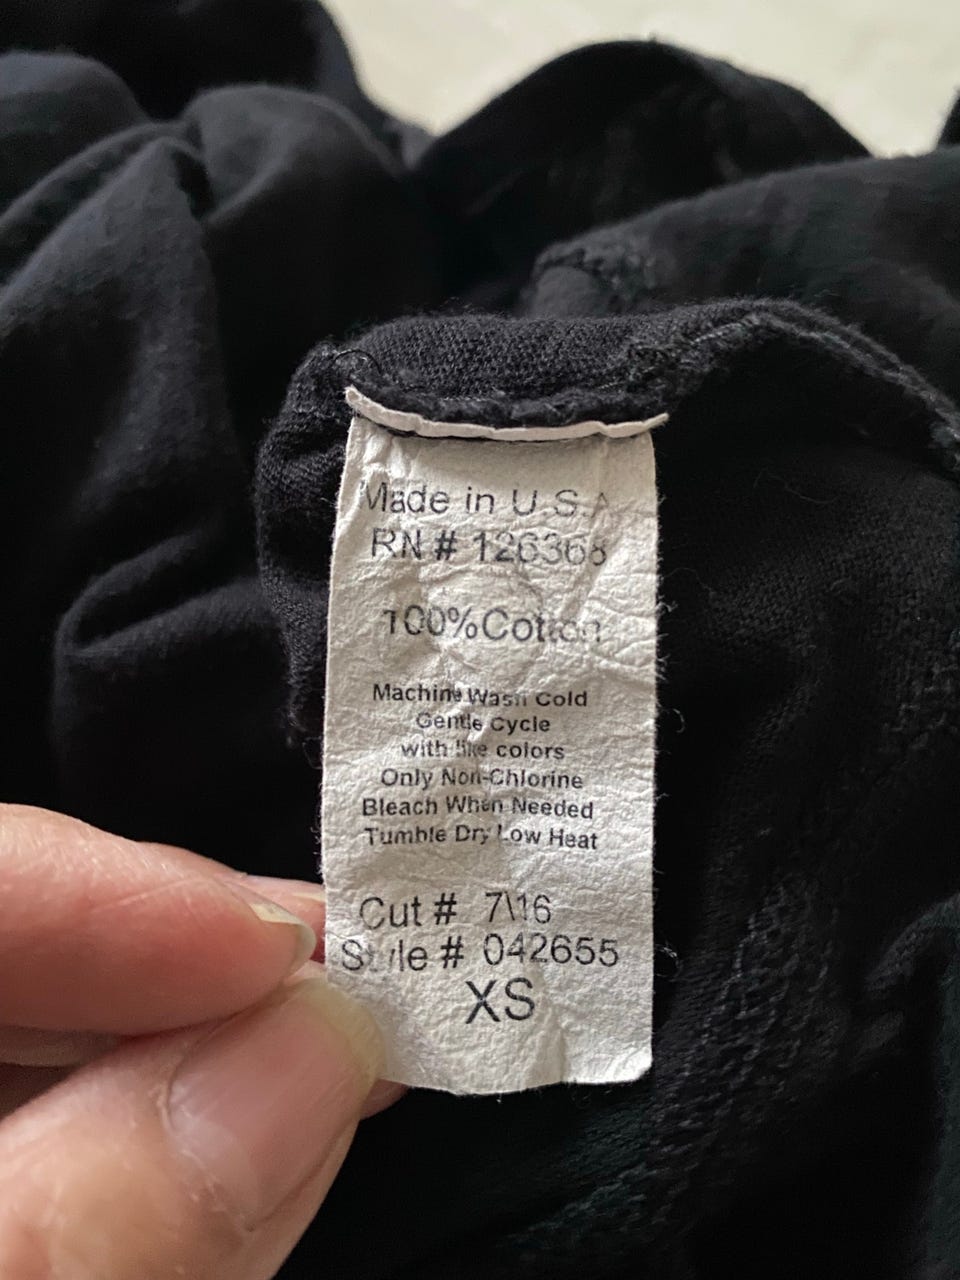 Made in U.S.A
RN # 126368
100%Cotton
Machine Wash Cold
Gentle Cycle
with like colors
Only Non-Chlorine
Bleach When Needed
Tumble Dry Low Heat
Cut # 7\16
Style # 042655
XS